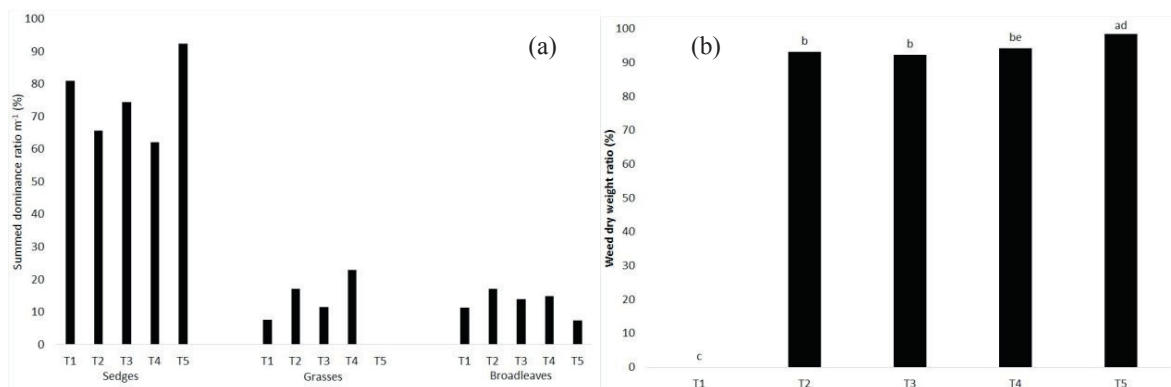 Summed dominance ratio m⁻¹ (%)
100
90
80
70
60
50
40
30
20
10
0
(a)
T1 T2 T3 T4 T5 T1 T2 T3 T4 T5 T1 T2 T3 T4 T5
Sedges Grasses Broadleaves
Weed dry weight ratio (%)
100
90
80
70
60
50
40
30
20
10
0
(b)
c b b be ad
T1 T2 T3 T4 T5